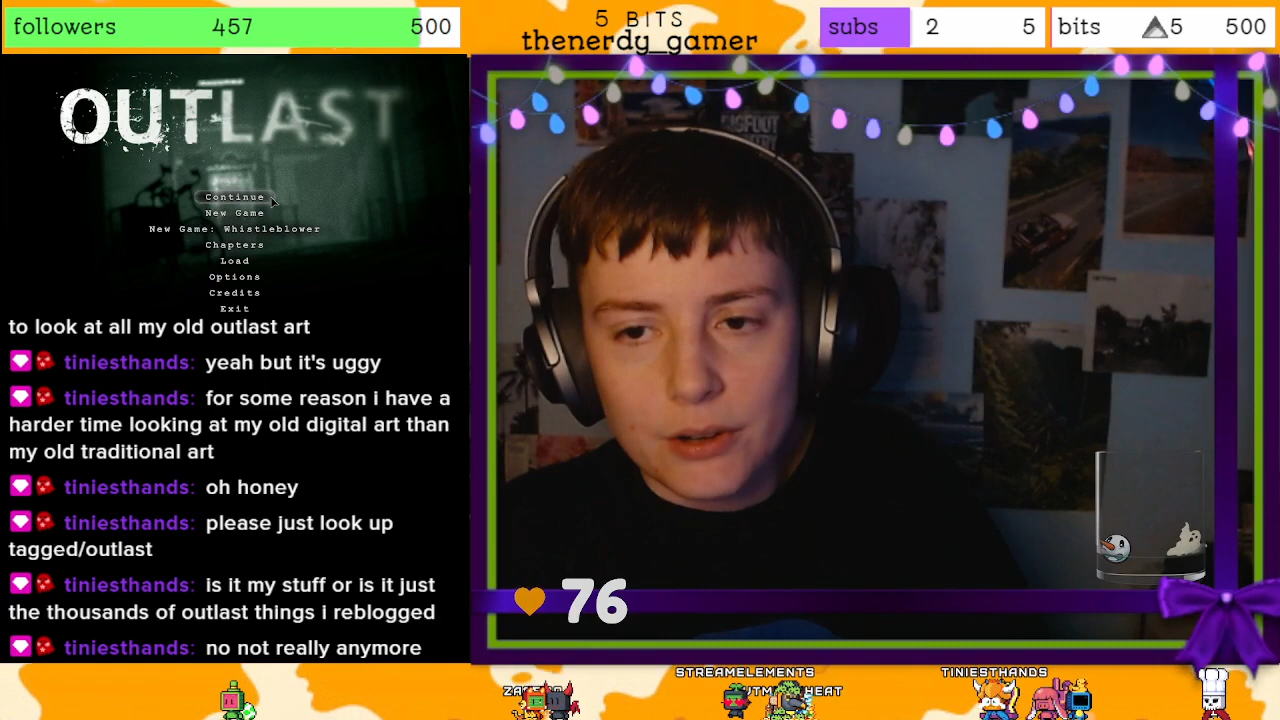 followers 457 500
5 BITS
thenerdy_gamer
subs 2 5
bits 5 500
OUTLAST
Continue
New Game
New Game: Whistleblower
Chapters
Load
Options
Credits
Exit
to look at all my old outlast art
tiniesthands: yeah but it's uggy
tiniesthands: for some reason i have a
harder time looking at my old digital art than
my old traditional art
tiniesthands: oh honey
tiniesthands: please just look up
tagged/outlast
tiniesthands: is it my stuff or is it just
the thousands of outlast things i reblogged
tiniesthands: no not really anymore
BIGFOOT
76
STREAMELEMENTS
TINIESTHANDS